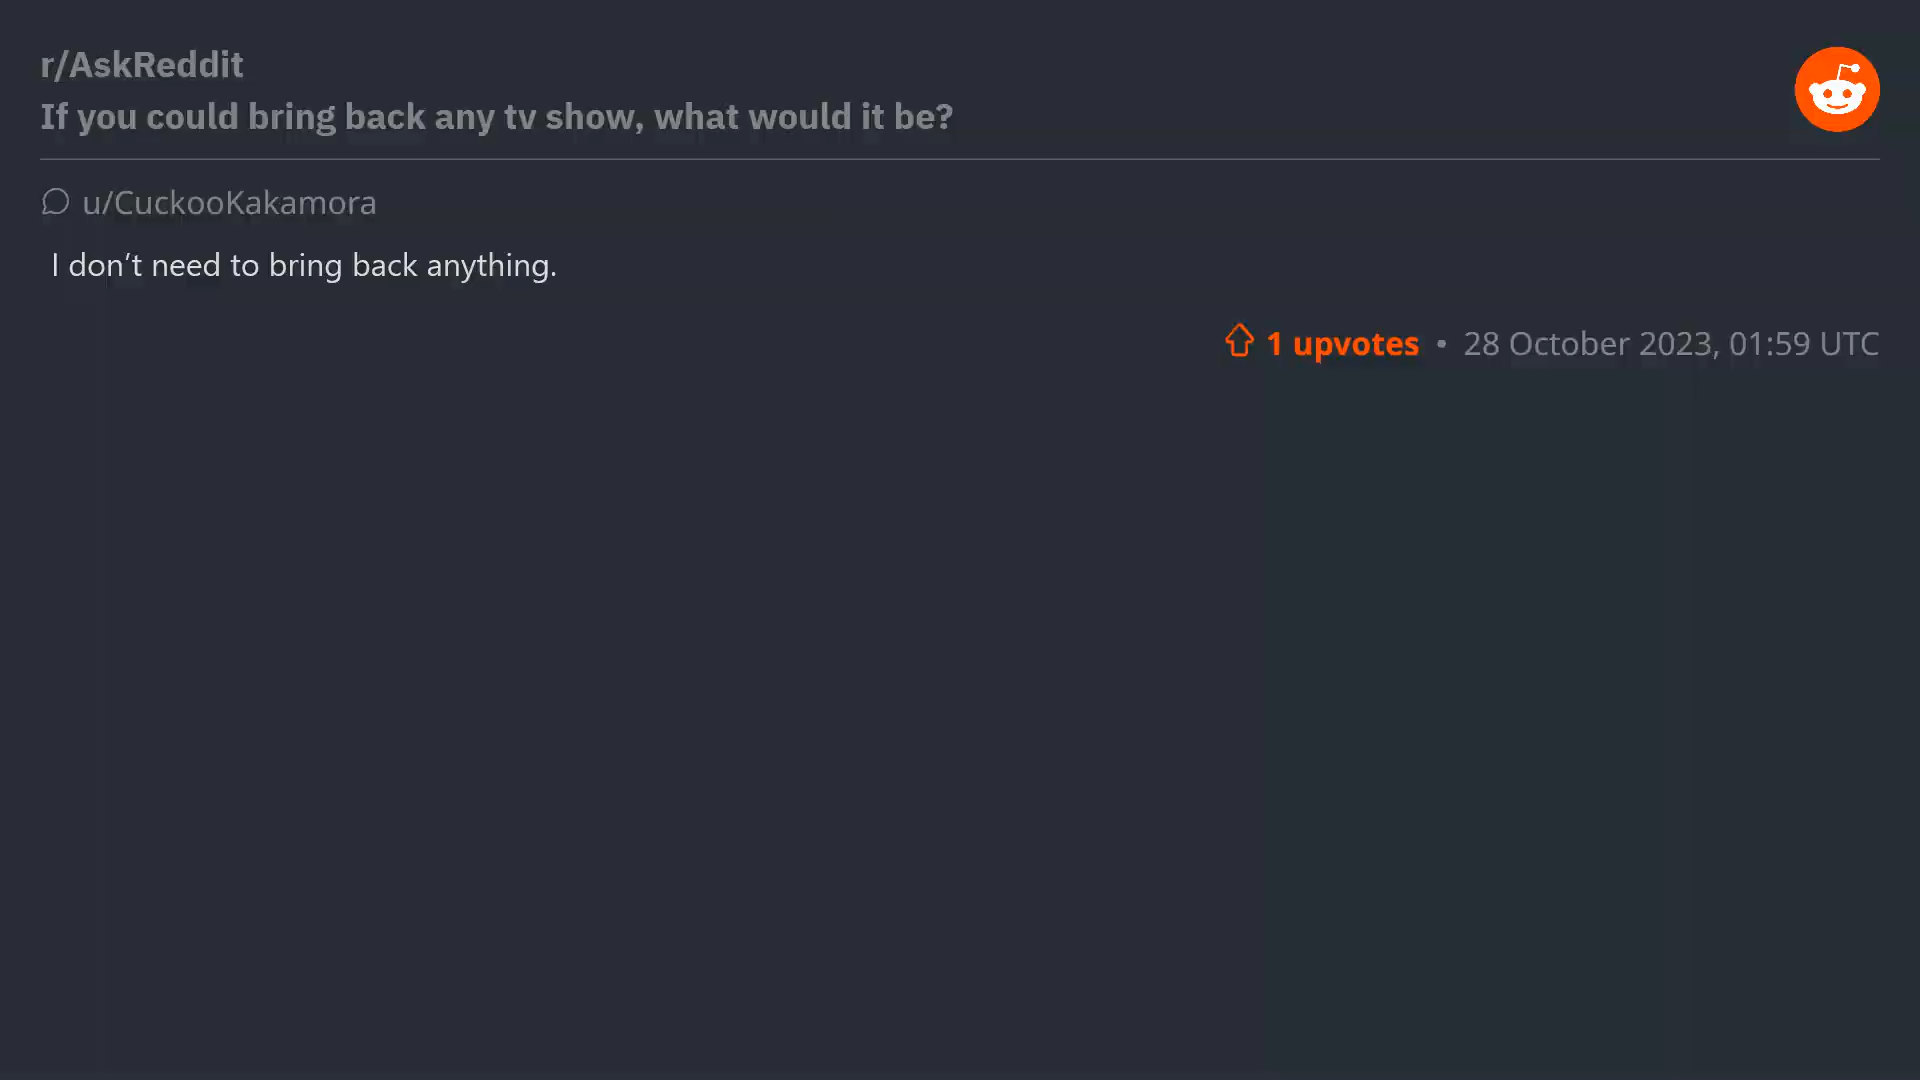 r/AskReddit
If you could bring back any tv show, what would it be?
u/CuckooKakamora
I don’t need to bring back anything.
1 upvotes • 28 October 2023, 01:59 UTC